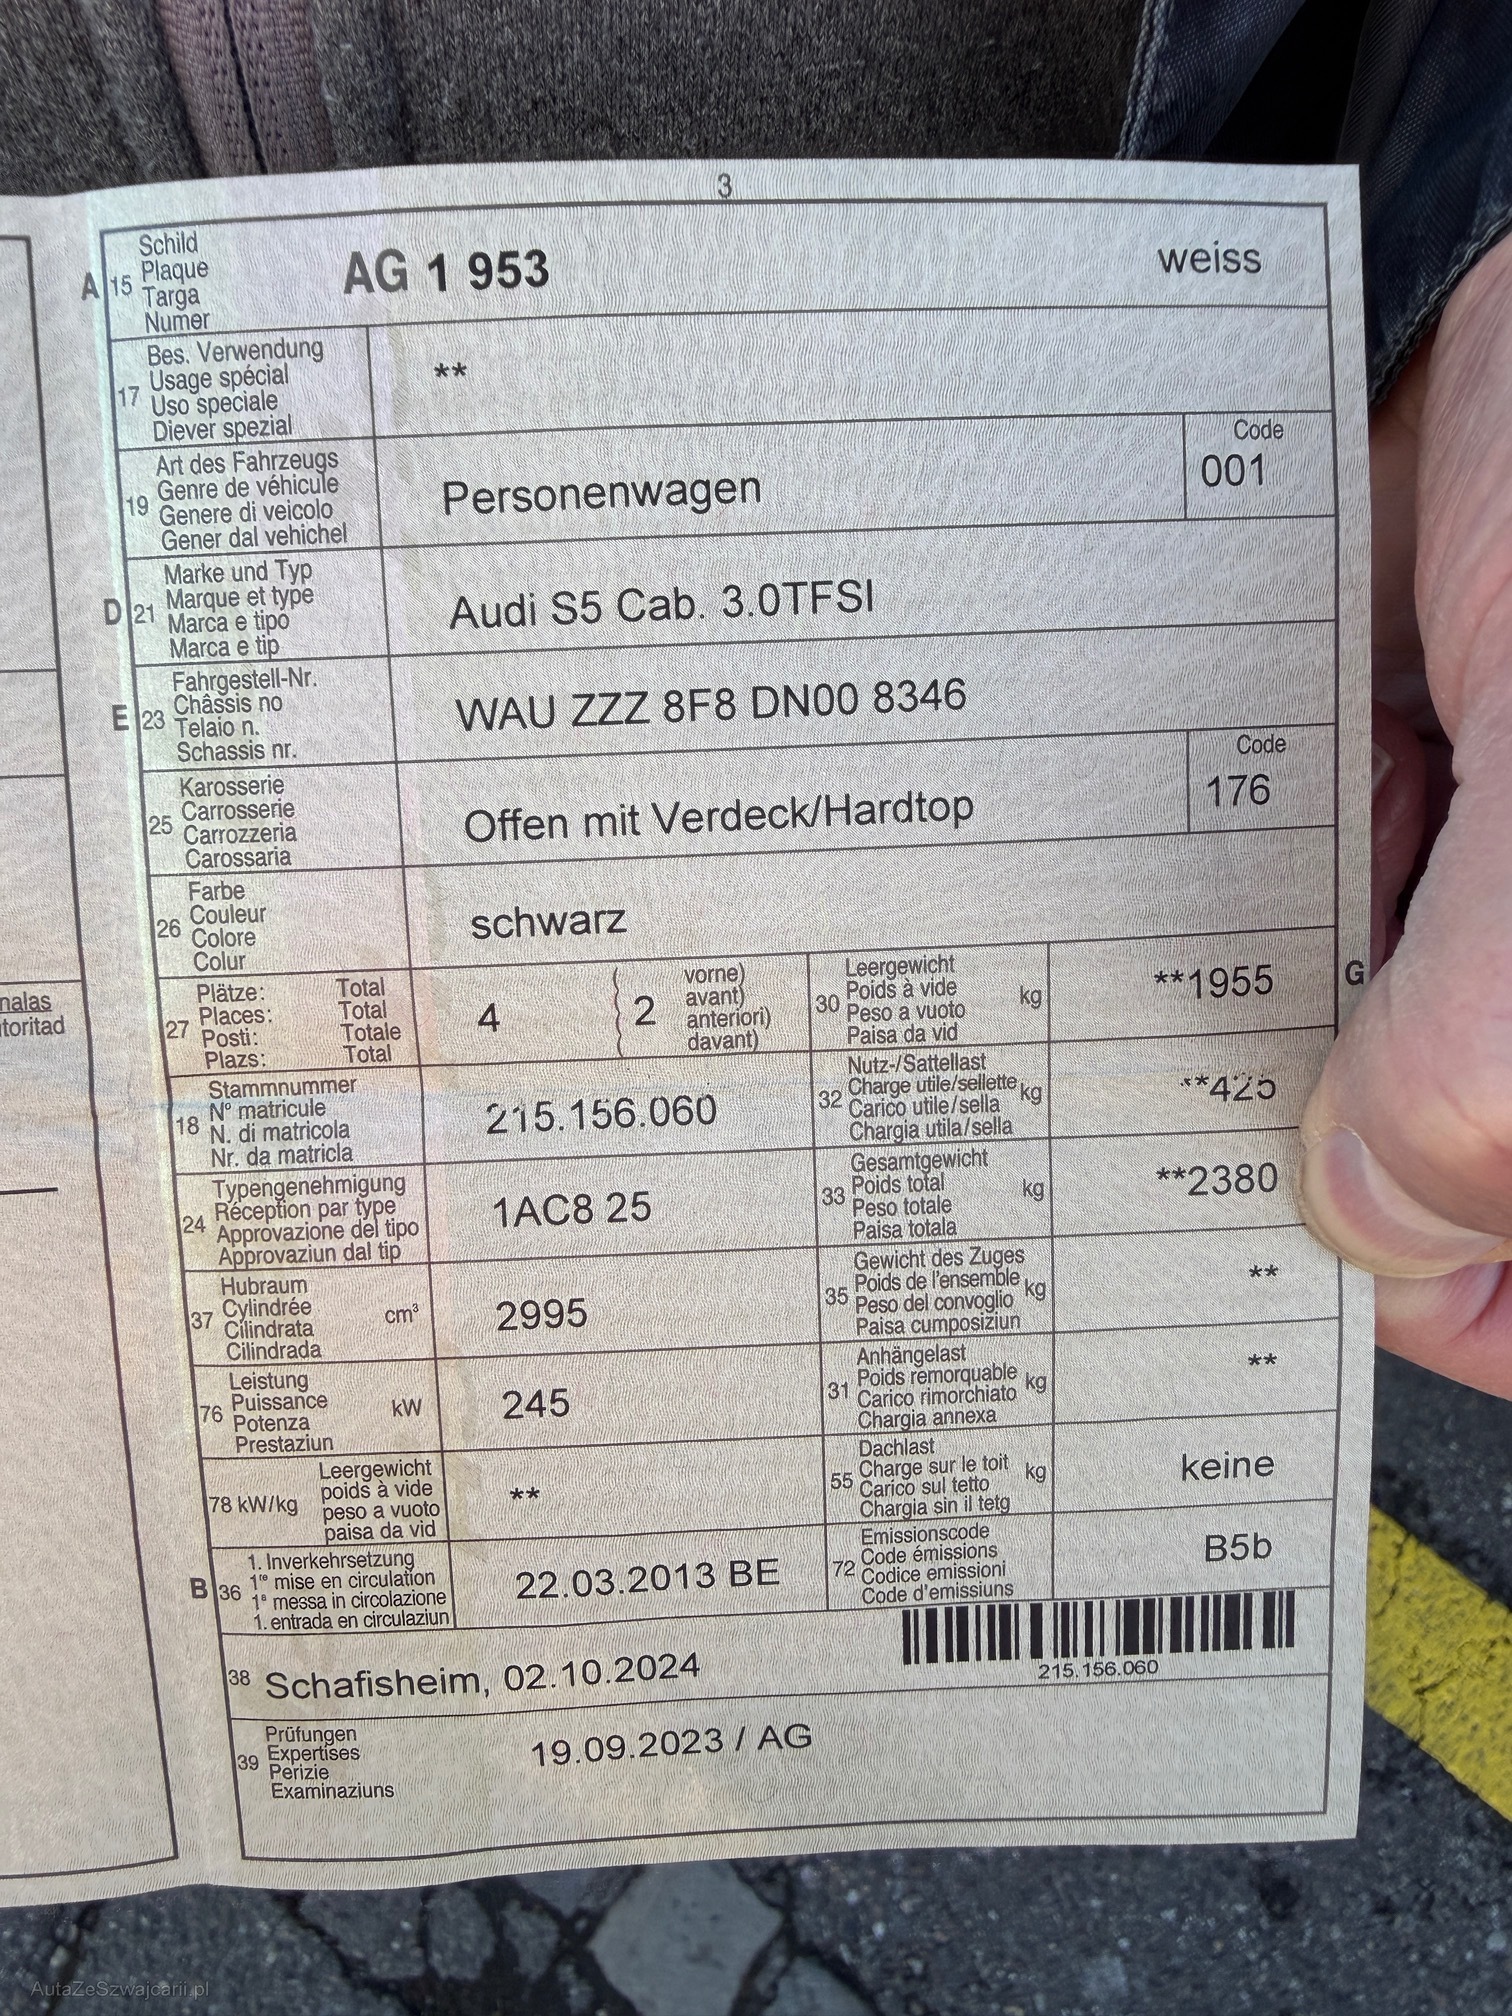 3
A 15 Schild
Plaque
Targa
Numer
AG 1 953 weiss
17 Bes. Verwendung
Usage spécial
Uso speciale
Diever spezial
**
19 Art des Fahrzeugs
Genre de véhicule
Genere di veicolo
Gener dal vehichel
Personenwagen
Code
001
D 21 Marke und Typ
Marque et type
Marca e tipo
Marca e tip
Audi S5 Cab. 3.0TFSI
E 23 Fahrgestell-Nr.
Châssis no
Telaio n.
Schassis nr.
WAU ZZZ 8F8 DN00 8346
25 Karosserie
Carrosserie
Carrozzeria
Carossaria
Offen mit Verdeck/Hardtop
Code
176
26 Farbe
Couleur
Colore
Colur
schwarz
27 Plätze: Total
Places: Total
Posti: Totale
Plazs: Total
4
2 vorne)
avant)
anteriori)
davant)
30 Leergewicht
Poids à vide
Peso a vuoto
Paisa da vid
kg
**1955
G
nalas
toritad
18 Stammnummer
N° matricule
N. di matricola
Nr. da matricla
215.156.060
32 Nutz-/Sattellast
Charge utile/sellette
Carico utile/sella
Chargia utila/sella
kg
**425
24 Typengenehmigung
Réception par type
Approvazione del tipo
Approvaziun dal tip
1AC8 25
33 Gesamtgewicht
Poids total
Peso totale
Paisa totala
kg
**2380
37 Hubraum
Cylindrée
Cilindrata
Cilindrada
cm³
2995
35 Gewicht des Zuges
Poids de l'ensemble
Peso del convoglio
Paisa cumposiziun
kg
**
76 Leistung
Puissance
Potenza
Prestaziun
kW
245
31 Anhängelast
Poids remorquable
Carico rimorchiato
Chargia annexa
kg
**
78 kW/kg Leergewicht
poids à vide
peso a vuoto
paisa da vid
**
55 Dachlast
Charge sur le toit
Carico sul tetto
Chargia sin il tetg
kg
keine
B 36 1. Inverkehrsetzung
1re mise en circulation
1a messa in circolazione
1. entrada en circulaziun
22.03.2013 BE
72 Emissionscode
Code émissions
Codice emissioni
Code d'emissiuns
B5b
38 Schafisheim, 02.10.2024
215.156.060
39 Prüfungen
Expertises
Perizie
Examinaziuns
19.09.2023 / AG
AutaZeSzwajcarii.pl